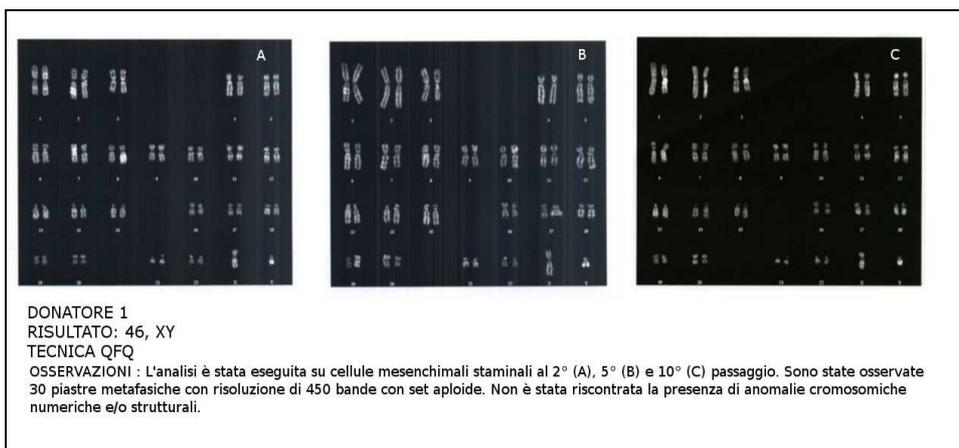 A
B
C
DONATORE 1
RISULTATO: 46, XY
TECNICA QFQ
OSSERVAZIONI : L'analisi è stata eseguita su cellule mesenchimali staminali al 2° (A), 5° (B) e 10° (C) passaggio. Sono state osservate
30 piastre metafasiche con risoluzione di 450 bande con set aploide. Non è stata riscontrata la presenza di anomalie cromosomiche
numeriche e/o strutturali.